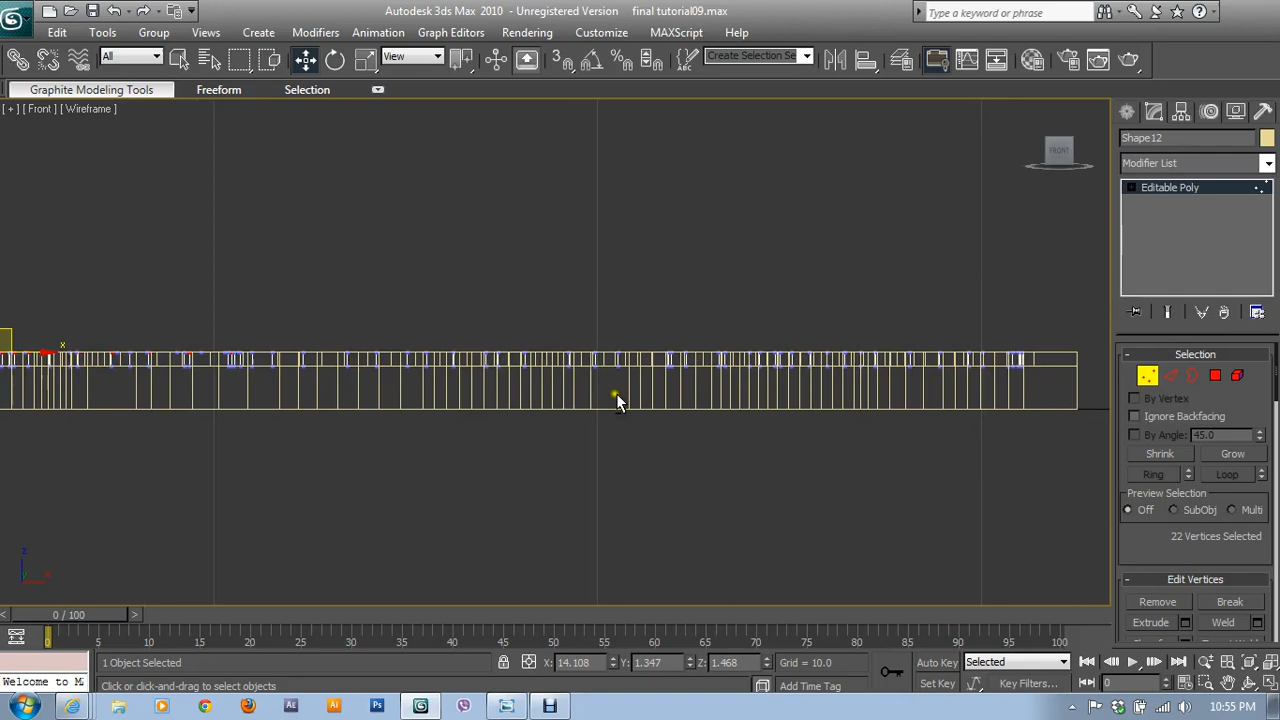 Autodesk 3ds Max 2010 - Unregistered Version final tutorial09.max
Type a keyword or phrase
Edit Tools Group Views Create Modifiers Animation Graph Editors Rendering Customize MAXScript Help
All View Create Selection Se
Graphite Modeling Tools Freeform Selection
[ + ] [ Front ] [ Wireframe ]
FRONT
Shape12
Modifier List
Editable Poly
x
z
x
Selection
By Vertex
Ignore Backfacing
By Angle: 45.0
Shrink Grow
Ring Loop
Preview Selection
Off SubObj Multi
22 Vertices Selected
Edit Vertices
Remove Break
Extrude Weld
0 / 100
0 5 10 15 20 25 30 35 40 45 50 55 60 65 70 75 80 85 90 95 100
1 Object Selected X: 14.108 Y: 1.347 Z: 1.468 Grid = 10.0 Auto Key Selected
Welcome to M Click or click-and-drag to select objects Add Time Tag Set Key Key Filters... 0
10:55 PM